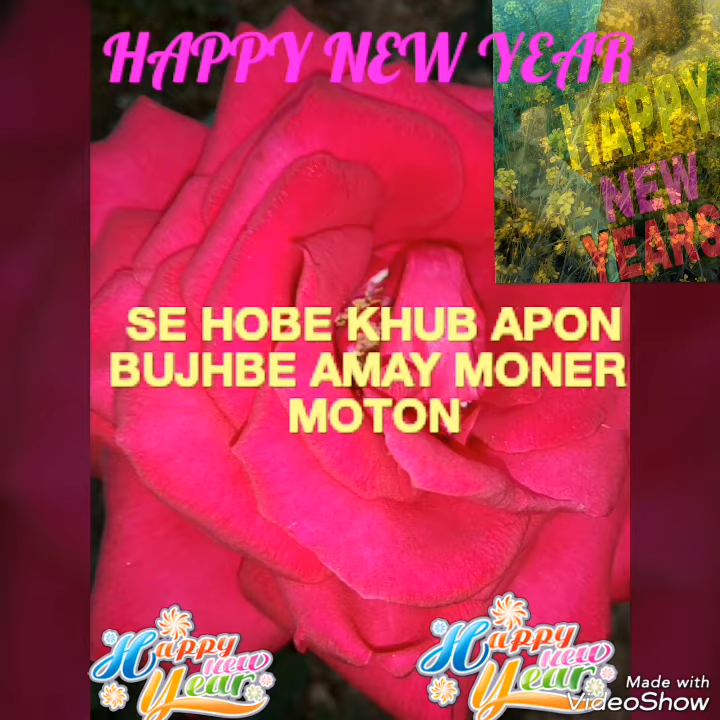 HAPPY NEW YEAR
HAPPY
NEW
YEARS
SE HOBE KHUB APON
BUJHBE AMAY MONER
MOTON
Happy
New
Year
Happy
New
Year
Made with
VideoShow